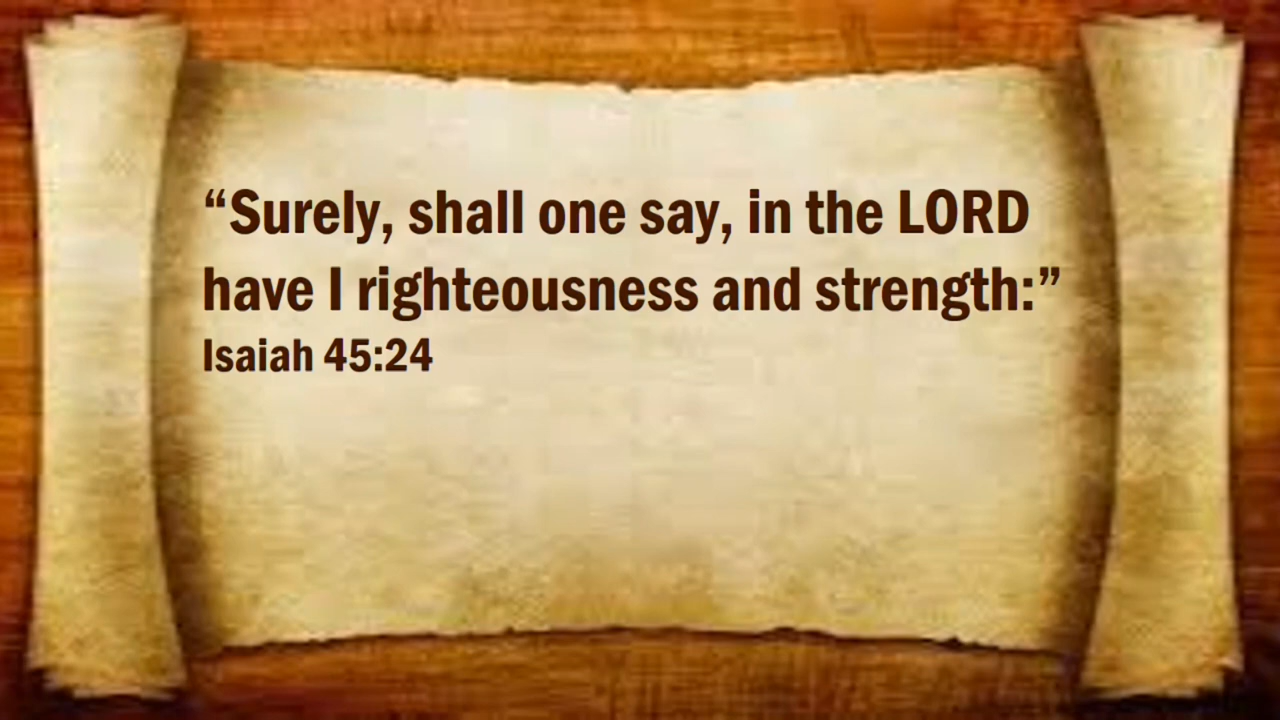 “Surely, shall one say, in the LORD
have I righteousness and strength:”
Isaiah 45:24